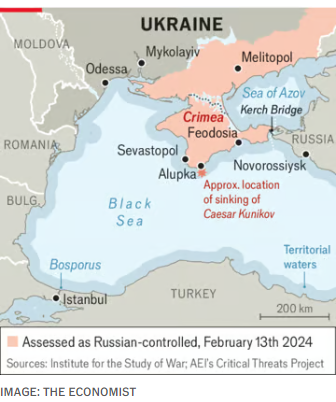 UKRAINE
MOLDOVA
Mykolayiv
Odessa
Melitopol
Sea of Azov
Kerch Bridge
Crimea
Feodosia
ROMANIA
RUSSIA
Sevastopol
Novorossiysk
Alupka
Approx. location
of sinking of
Caesar Kunikov
BULG.
Black
Sea
Territorial
waters
Bosporus
Istanbul
TURKEY
200 km
Assessed as Russian-controlled, February 13th 2024
Sources: Institute for the Study of War; AEI's Critical Threats Project
IMAGE: THE ECONOMIST